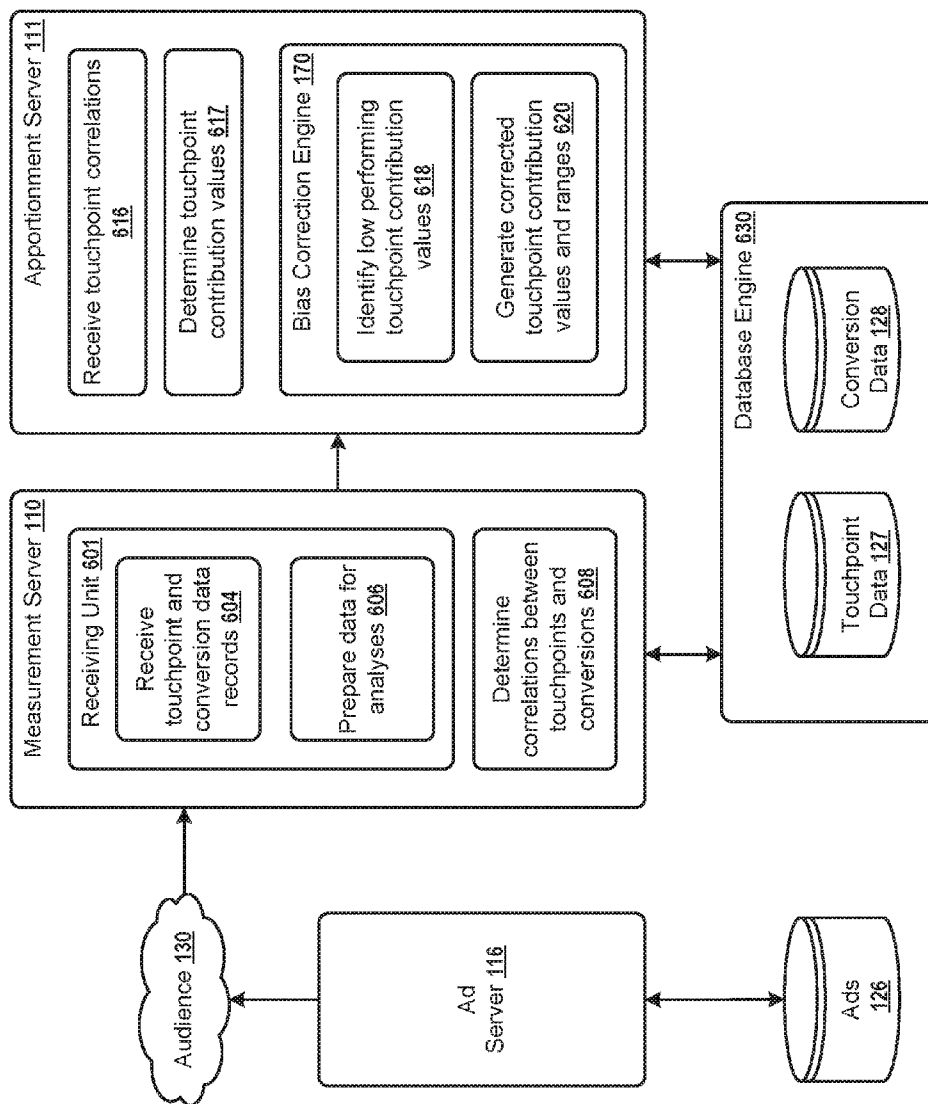 Audience 130
Ad
Server 116
Ads
126
Measurement Server 110
Receiving Unit 601
Receive
touchpoint and
conversion data
records 604
Prepare data for
analyses 606
Determine
correlations between
touchpoints and
conversions 608
Apportionment Server 111
Receive touchpoint correlations
616
Determine touchpoint
contribution values 617
Bias Correction Engine 170
Identify low performing
touchpoint contribution
values 618
Generate corrected
touchpoint contribution
values and ranges 620
Database Engine 630
Touchpoint
Data 127
Conversion
Data 128